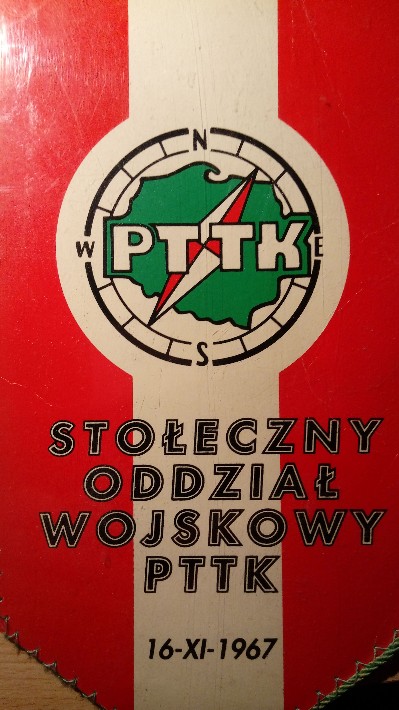 N
W PTTK E
S
STOŁECZNY
ODDZIAŁ
WOJSKOWY
PTTK
16-XI-1967